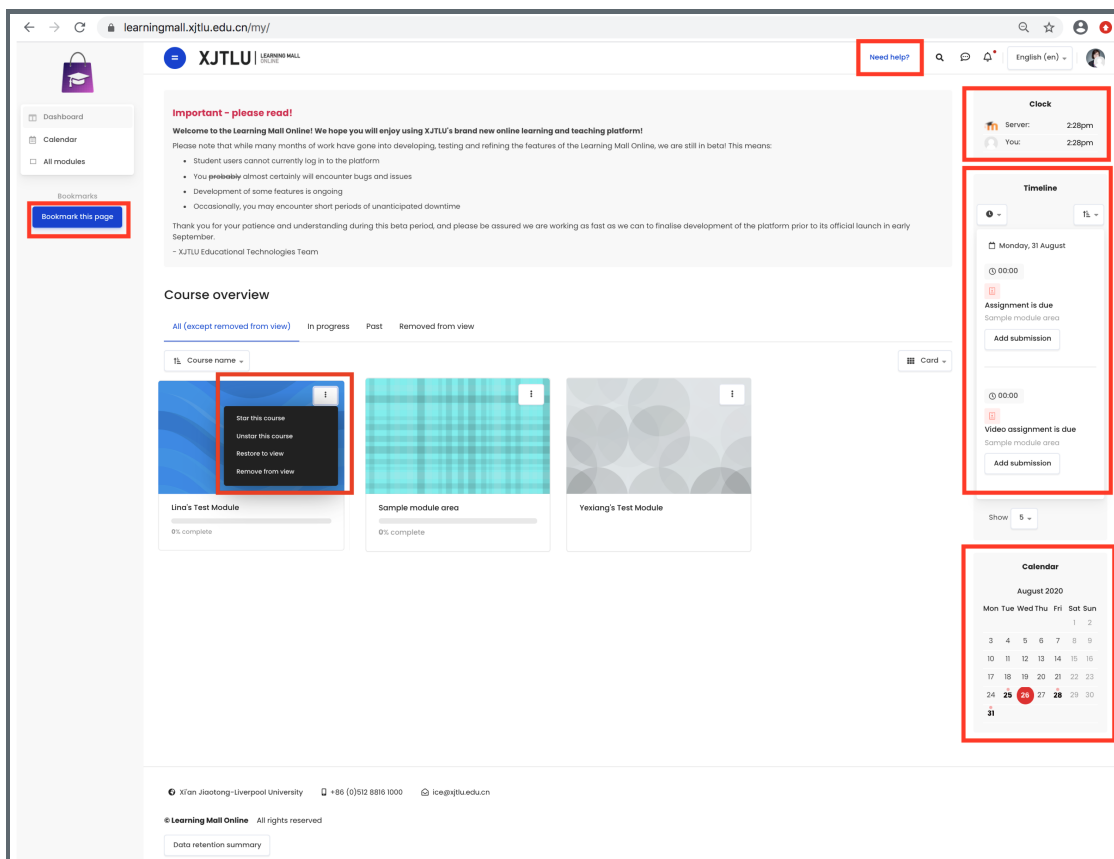 learningmall.xjtlu.edu.cn/my/
XJTLU LEARNING MALL ONLINE
Need help?
English (en)
Dashboard
Calendar
All modules
Bookmarks
Bookmark this page
Important - please read!
Welcome to the Learning Mall Online! We hope you will enjoy using XJTLU's brand new online learning and teaching platform!
Please note that while many months of work have gone into developing, testing and refining the features of the Learning Mall Online, we are still in beta! This means:
• Student users cannot currently log in to the platform
• You probably almost certainly will encounter bugs and issues
• Development of some features is ongoing
• Occasionally, you may encounter short periods of unanticipated downtime
Thank you for your patience and understanding during this beta period, and please be assured we are working as fast as we can to finalise development of the platform prior to its official launch in early
September.
- XJTLU Educational Technologies Team
Course overview
All (except removed from view) In progress Past Removed from view
Course name
Card
Star this course
Unstar this course
Restore to view
Remove from view
Lina's Test Module
0% complete
Sample module area
0% complete
Yexiang's Test Module
Clock
Server: 2:28pm
You: 2:28pm
Timeline
Monday, 31 August
00:00
Assignment is due
Sample module area
Add submission
00:00
Video assignment is due
Sample module area
Add submission
Show 5
Calendar
August 2020
Mon Tue Wed Thu Fri Sat Sun
1 2
3 4 5 6 7 8 9
10 11 12 13 14 15 16
17 18 19 20 21 22 23
24 25 26 27 28 29 30
31
Xi'an Jiaotong-Liverpool University +86 (0)512 8816 1000 ice@xjtlu.edu.cn
© Learning Mall Online All rights reserved
Data retention summary